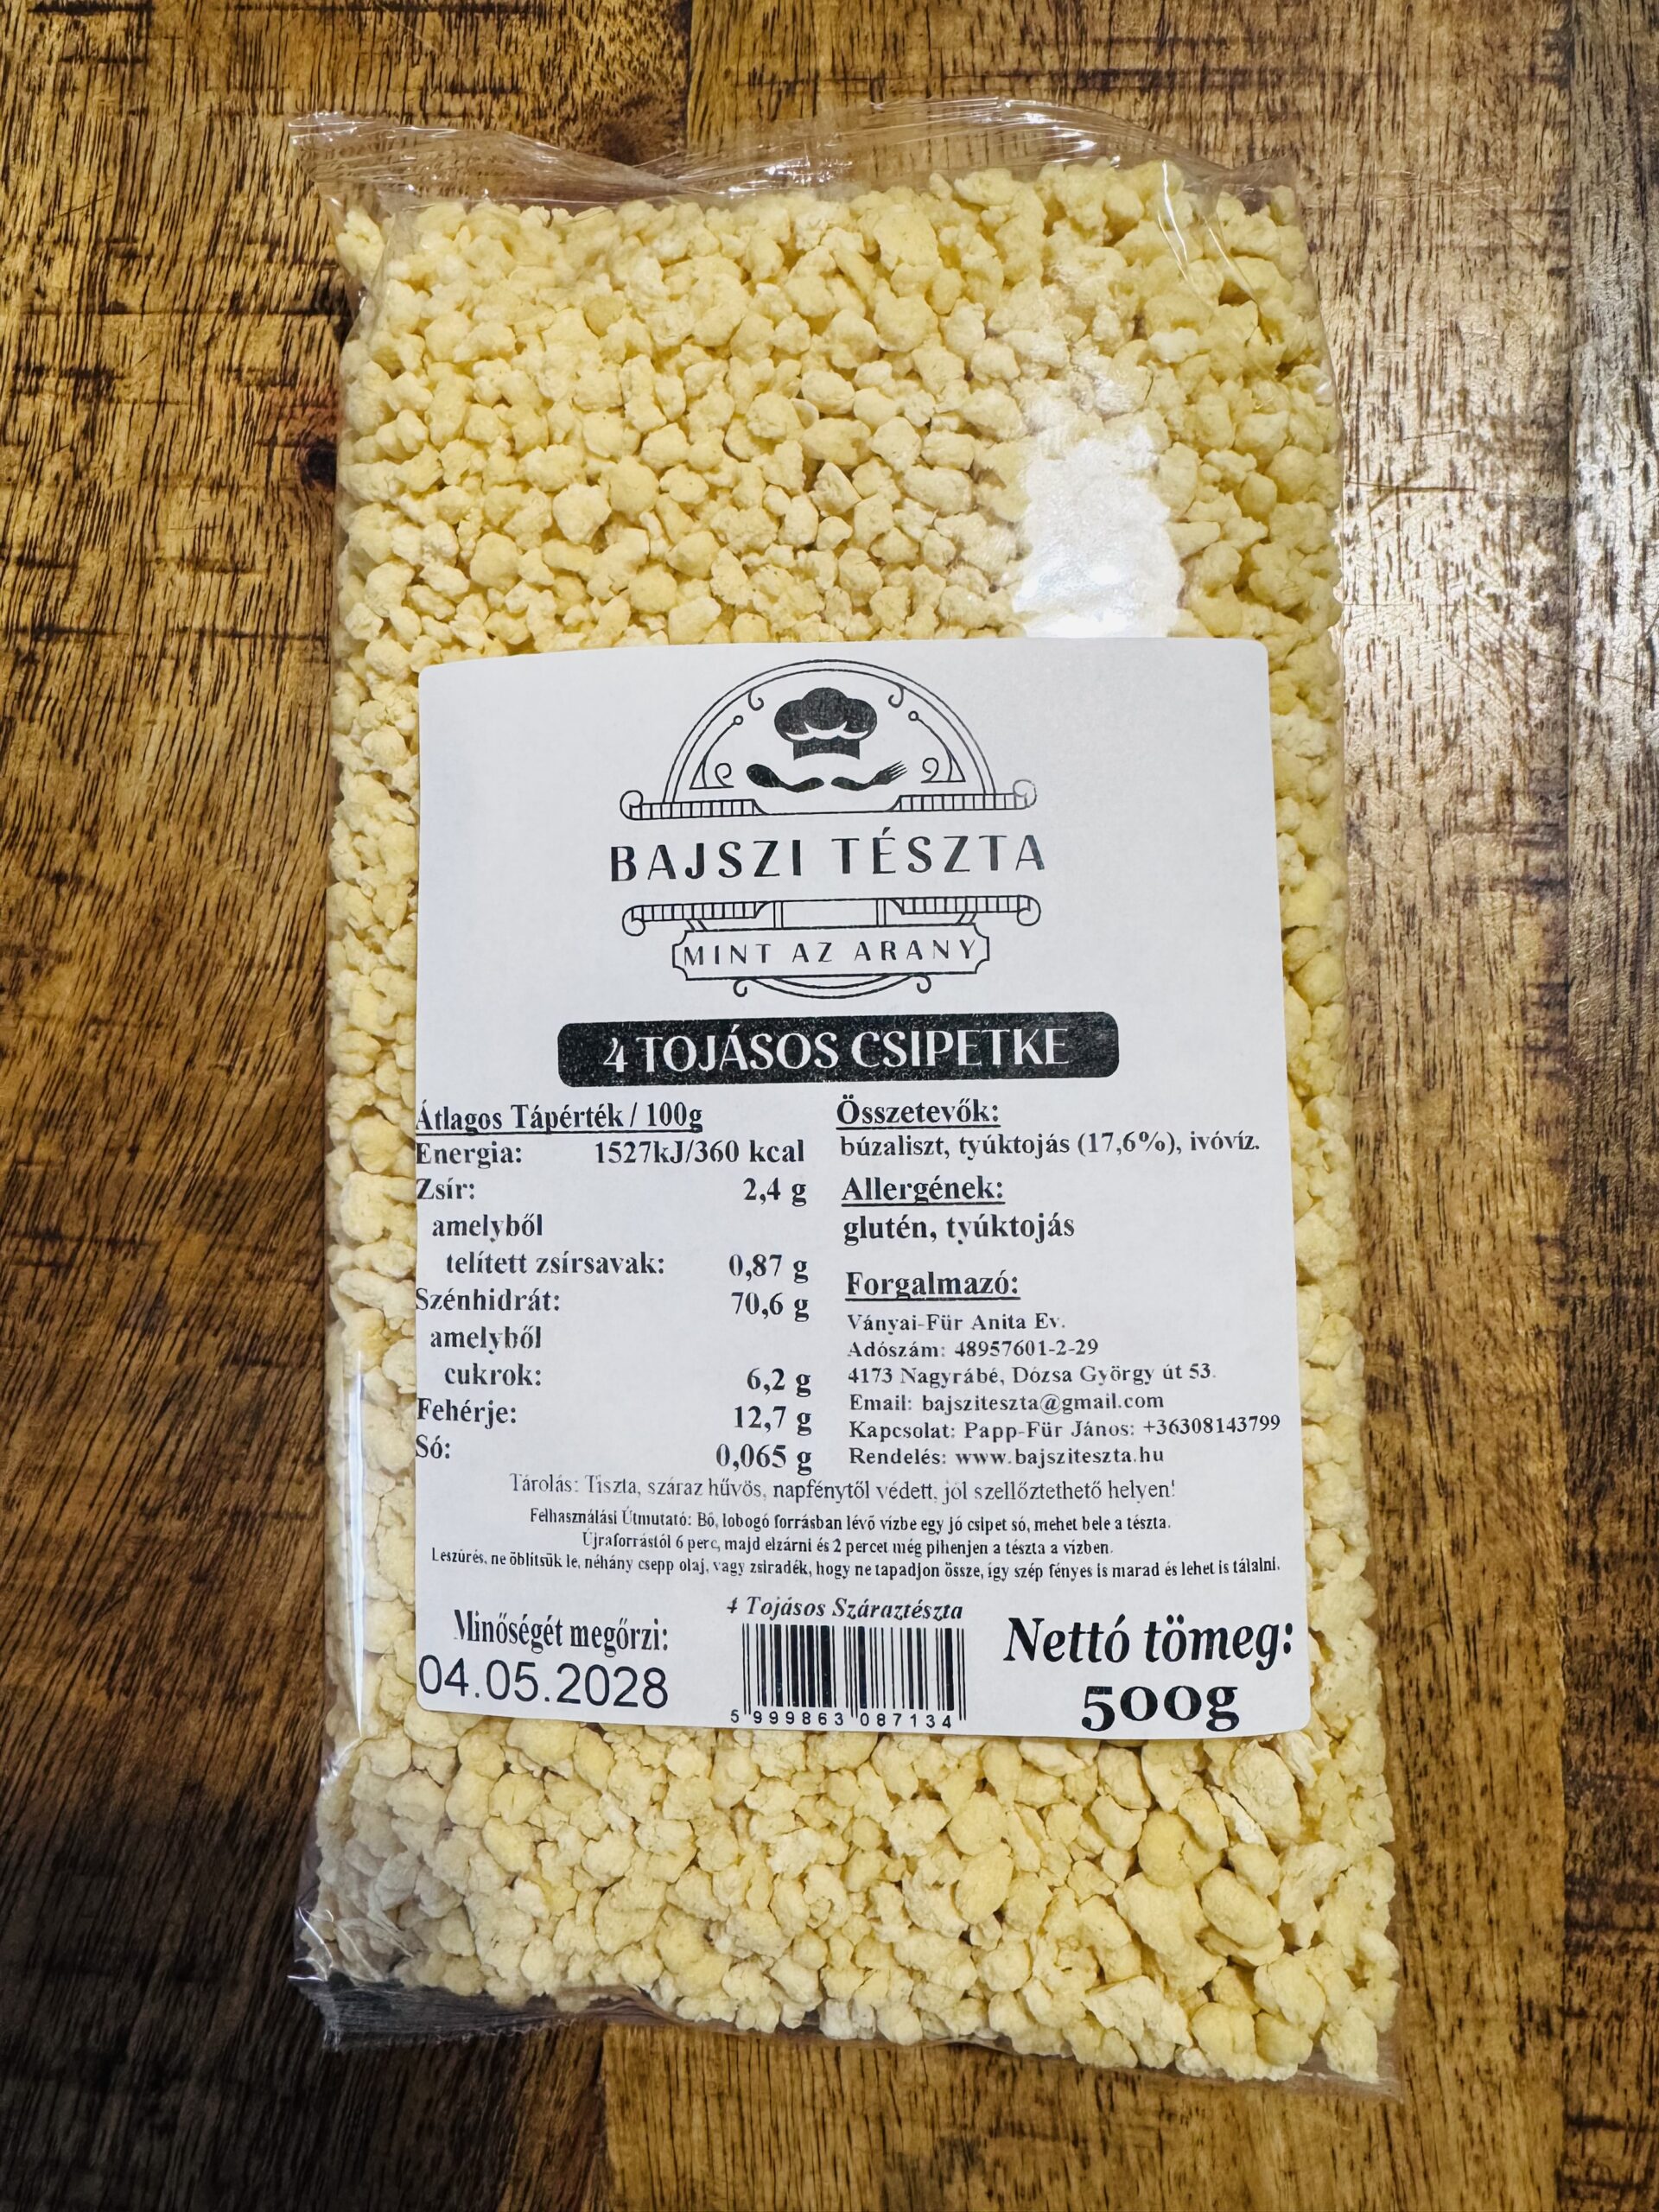 BAJSZI TÉSZTA
MINT AZ ARANY
4 TOJÁSOS CSIPETKE
Átlagos Tápérték / 100g
Energia: 1527kJ/360 kcal
Zsír: 2,4 g
amelyből
telített zsírsavak: 0,87 g
Szénhidrát: 70,6 g
amelyből
cukrok: 6,2 g
Fehérje: 12,7 g
Só: 0,065 g
Összetevők:
búzaliszt, tyúktojás (17,6%), ivóvíz.
Allergének:
glutén, tyúktojás
Forgalmazó:
Ványai-Für Anita Ev.
Adószám: 48957601-2-29
4173 Nagyrábé, Dózsa György út 53.
Email: bajsziteszta@gmail.com
Kapcsolat: Papp-Für János: +36308143799
Rendelés: www.bajsziteszta.hu
Tárolás: Tiszta, száraz hűvös, napfénytől védett, jól szellőztethető helyen!
Felhasználási Útmutató: Bő, lobogó forrásban lévő vízbe egy jó csipet só, mehet bele a tészta.
Újraforrástól 6 perc, majd elzárni és 2 percet még pihenjen a tészta a vízben.
Leszűrés, ne öblítsük le, néhány csepp olaj, vagy zsiradék, hogy ne tapadjon össze, így szép fényes is marad és lehet is tálalni.
Minőségét megőrzi:
04.05.2028
4 Tojásos Száraztészta
5 999863 087134
Nettó tömeg:
500g